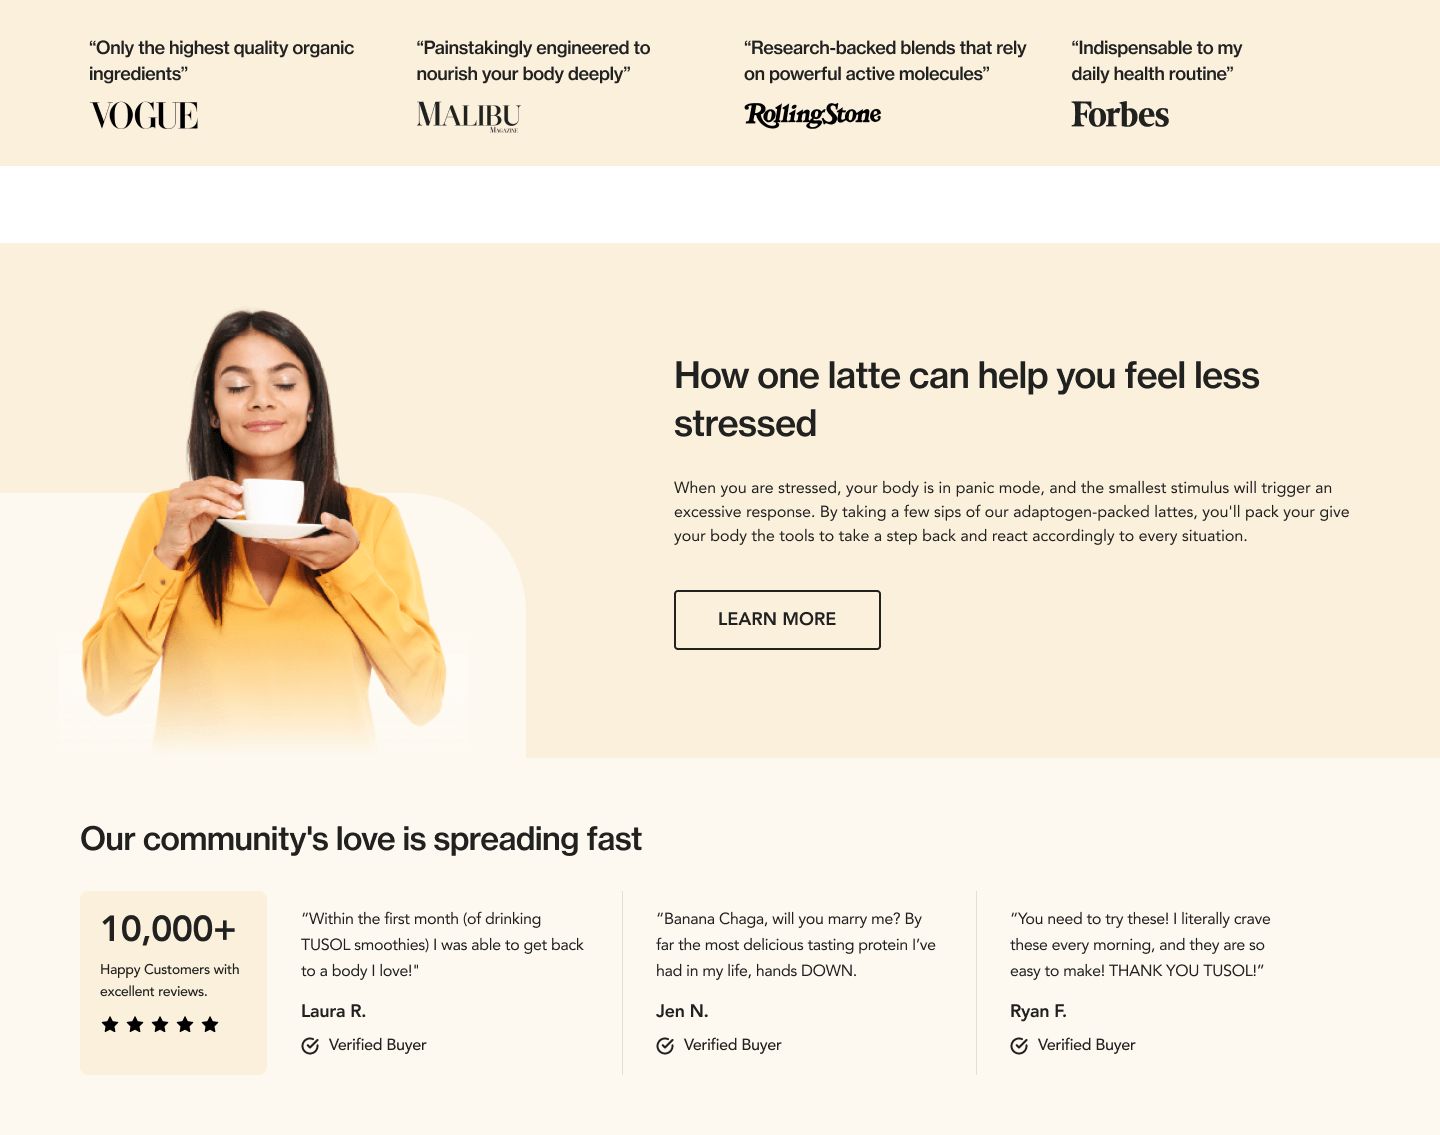 “Only the highest quality organic
ingredients”
VOGUE
“Painstakingly engineered to
nourish your body deeply”
MALIBU
MAGAZINE
“Research-backed blends that rely
on powerful active molecules”
RollingStone
“Indispensable to my
daily health routine”
Forbes
How one latte can help you feel less
stressed
When you are stressed, your body is in panic mode, and the smallest stimulus will trigger an
excessive response. By taking a few sips of our adaptogen-packed lattes, you'll pack your give
your body the tools to take a step back and react accordingly to every situation.
LEARN MORE
Our community's love is spreading fast
10,000+
Happy Customers with
excellent reviews.
“Within the first month (of drinking
TUSOL smoothies) I was able to get back
to a body I love!"
Laura R.
Verified Buyer
“Banana Chaga, will you marry me? By
far the most delicious tasting protein I’ve
had in my life, hands DOWN.
Jen N.
Verified Buyer
“You need to try these! I literally crave
these every morning, and they are so
easy to make! THANK YOU TUSOL!”
Ryan F.
Verified Buyer